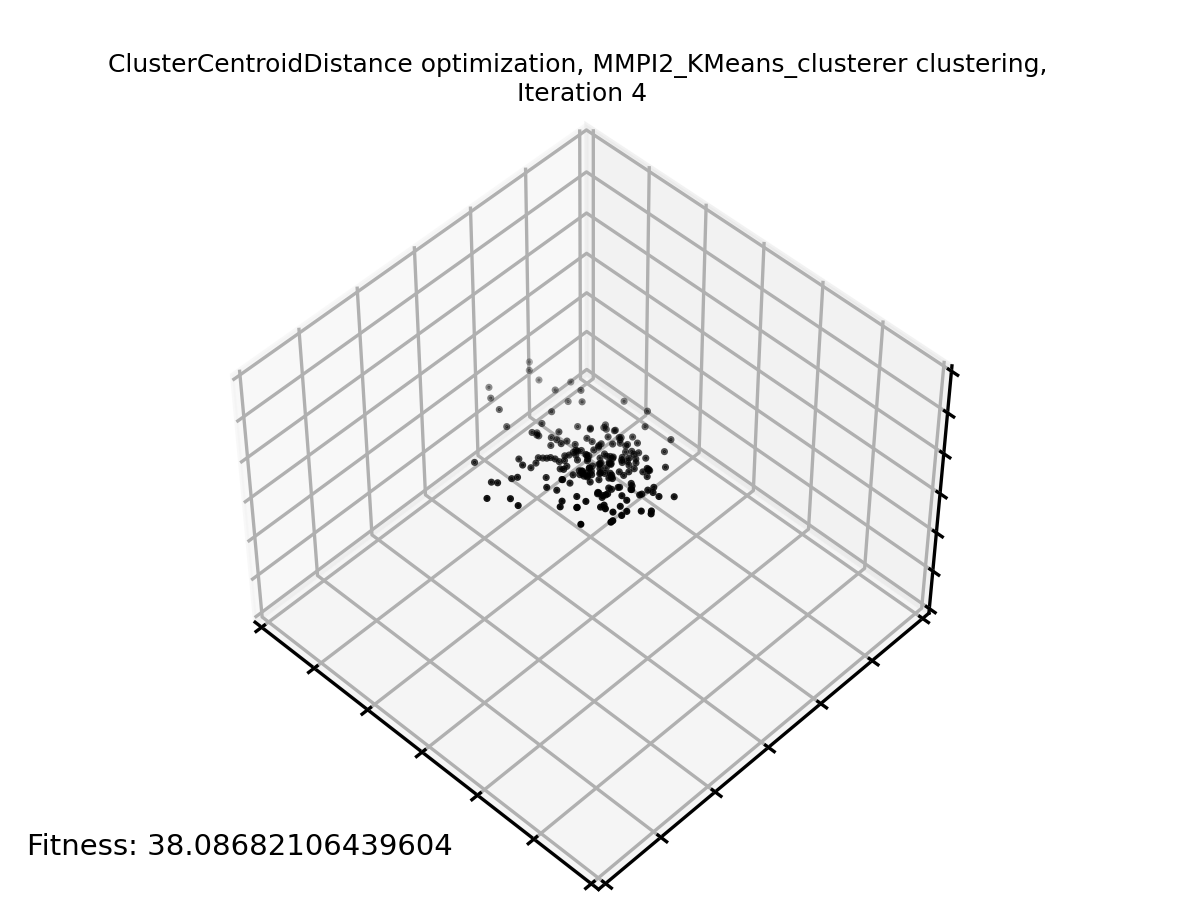 ClusterCentroidDistance optimization, MMPI2_KMeans_clusterer clustering,
Iteration 4
Fitness: 38.08682106439604